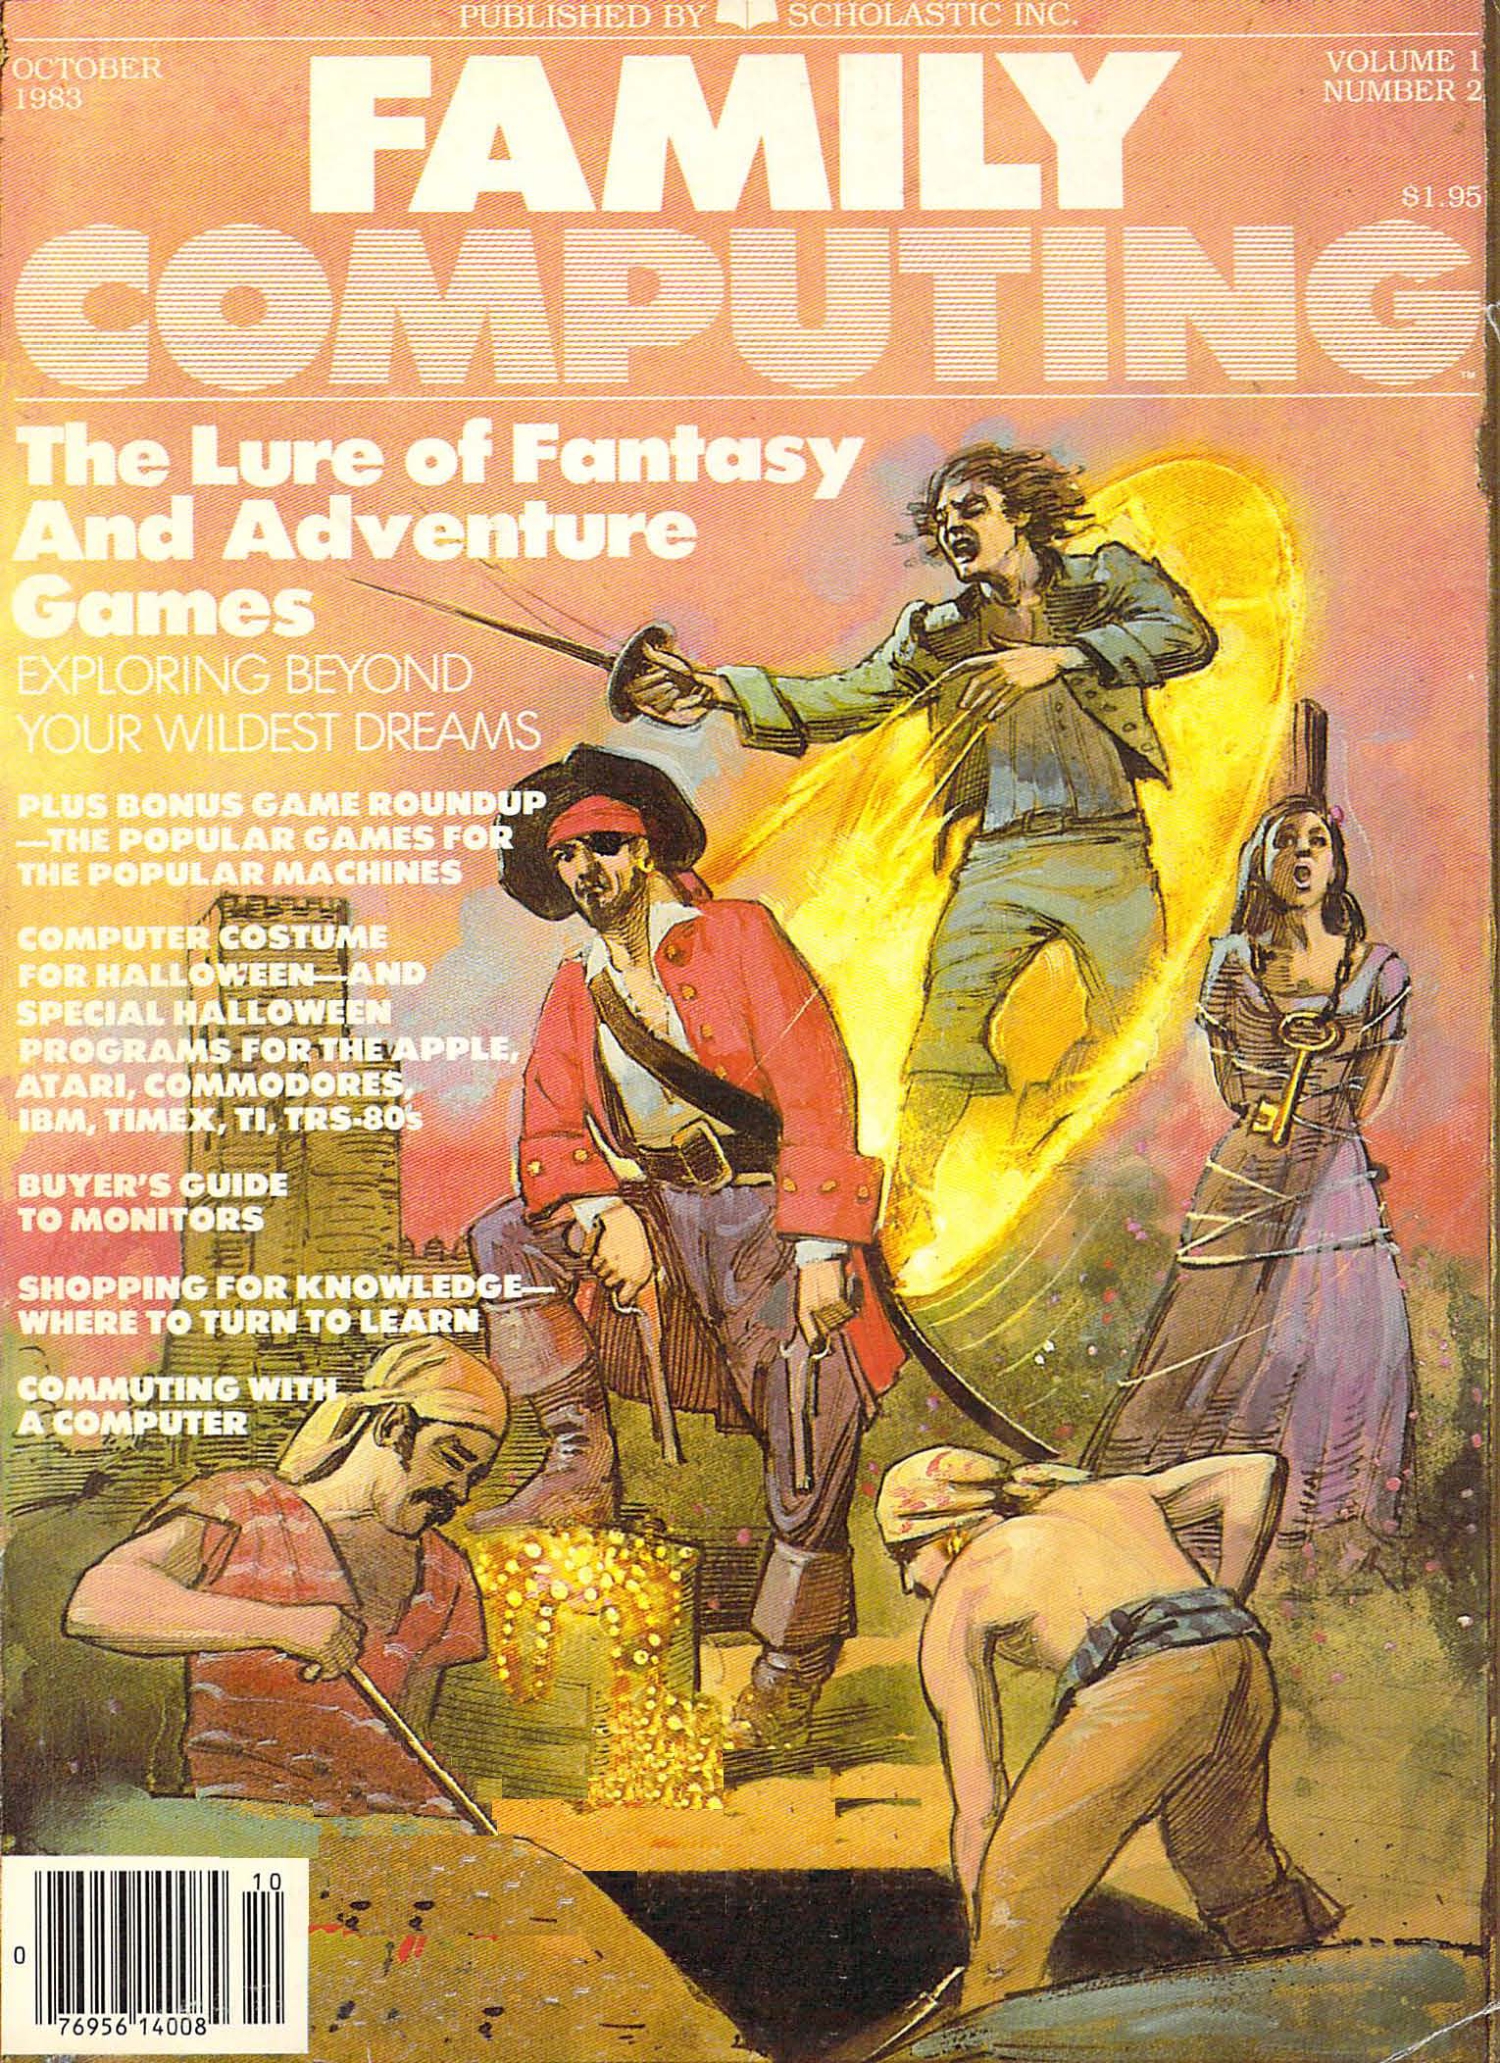 PUBLISHED BY SCHOLASTIC INC.
OCTOBER
1983
VOLUME 1
NUMBER 2
$1.95
FAMILY
COMPUTING™
The Lure of Fantasy
And Adventure
Games
EXPLORING BEYOND
YOUR WILDEST DREAMS
PLUS BONUS GAME ROUNDUP
—THE POPULAR GAMES FOR
THE POPULAR MACHINES
COMPUTER COSTUME
FOR HALLOWEEN—AND
SPECIAL HALLOWEEN
PROGRAMS FOR THE APPLE,
ATARI, COMMODORES,
IBM, TIMEX, TI, TRS-80's
BUYER'S GUIDE
TO MONITORS
SHOPPING FOR KNOWLEDGE—
WHERE TO TURN TO LEARN
COMMUTING WITH
A COMPUTER
10
0
76956 14008